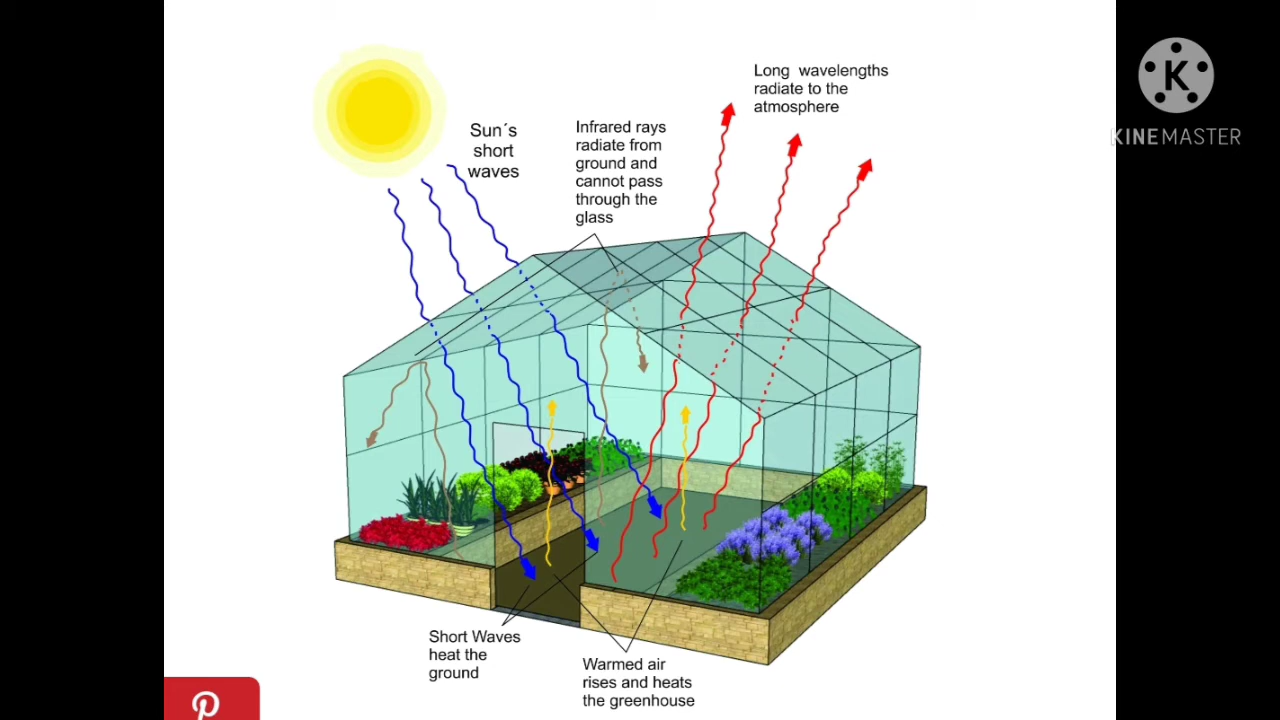 Sun´s
short
waves
Infrared rays
radiate from
ground and
cannot pass
through the
glass
Long wavelengths
radiate to the
atmosphere
K
KINEMASTER
Short Waves
heat the
ground
Warmed air
rises and heats
the greenhouse